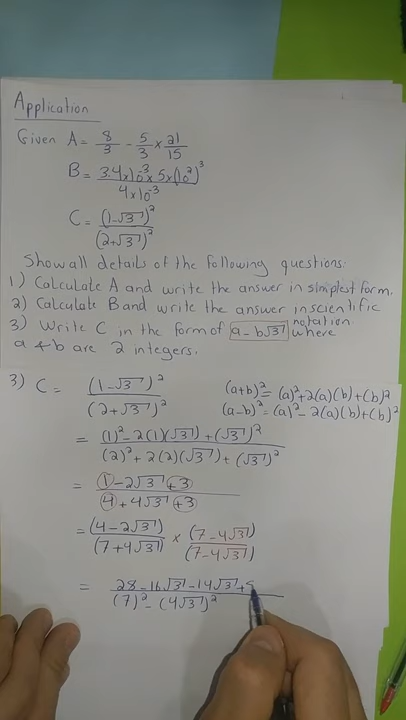 Application
Given A = 8/3 - 5/3 × 21/15
B = 3.4×10^-3 × 5×(10^2)^3 / 4×10^-3
C = (1-√3)^2 / (2+√3)^2
Show all details of the following questions:
1) Calculate A and write the answer in simplest form.
2) Calculate B and write the answer in scientific notation.
3) Write C in the form of a-b√3 where
a & b are 2 integers.
3) C = (1-√3)^2 / (2+√3)^2
(a+b)^2 = (a)^2+2(a)(b)+(b)^2
(a-b)^2 = (a)^2-2(a)(b)+(b)^2
= (1)^2-2(1)(√3)+(√3)^2 / (2)^2+2(2)(√3)+(√3)^2
= 1-2√3+3 / 4+4√3+3
= (4-2√3) / (7+4√3) × (7-4√3) / (7-4√3)
= 28-16√3-14√3+ / (7)^2-(4√3)^2